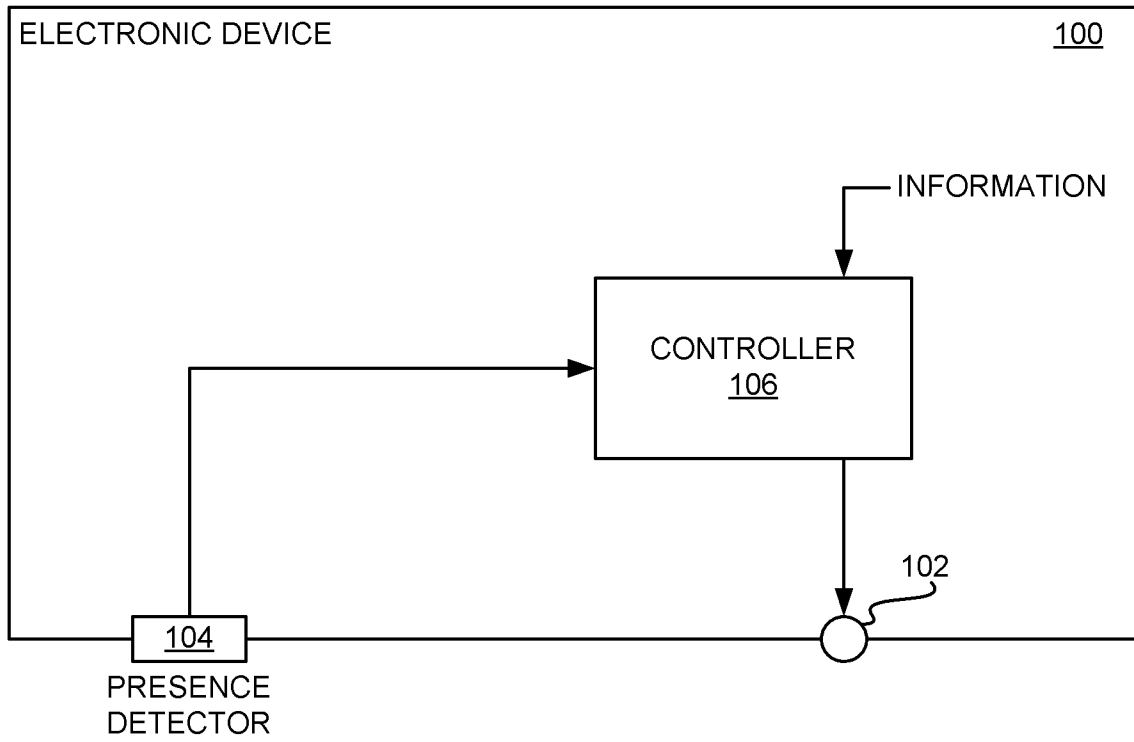 ELECTRONIC DEVICE
100
INFORMATION
CONTROLLER
106
102
104
PRESENCE
DETECTOR